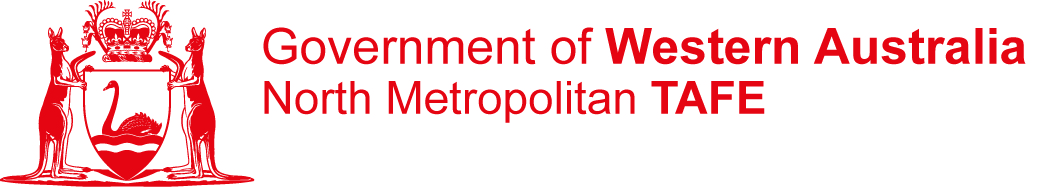 Government of Western Australia
North Metropolitan TAFE